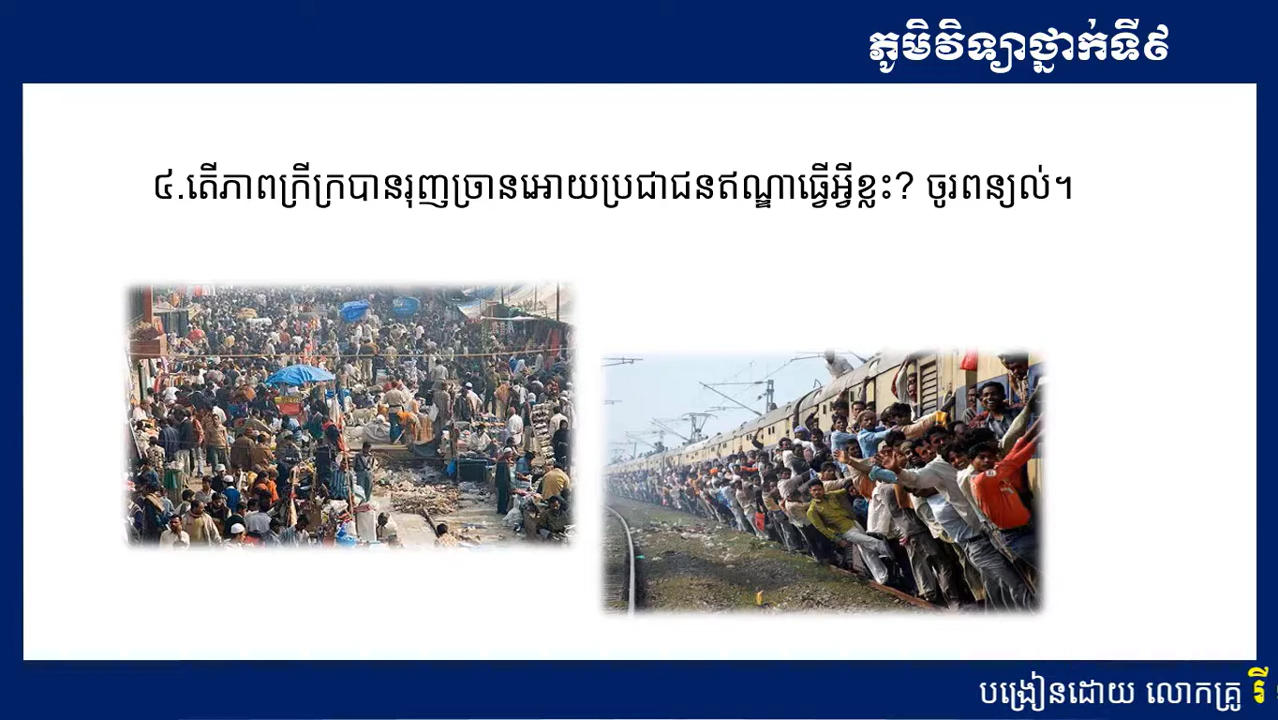 ភូមិវិទ្យាថ្នាក់ទី៩
៤.តើភាពក្រីក្របានរុញច្រានអោយប្រជាជនឥណ្ឌាធ្វើអ្វីខ្លះ? ចូរពន្យល់។
បង្រៀនដោយ លោកគ្រូ រី